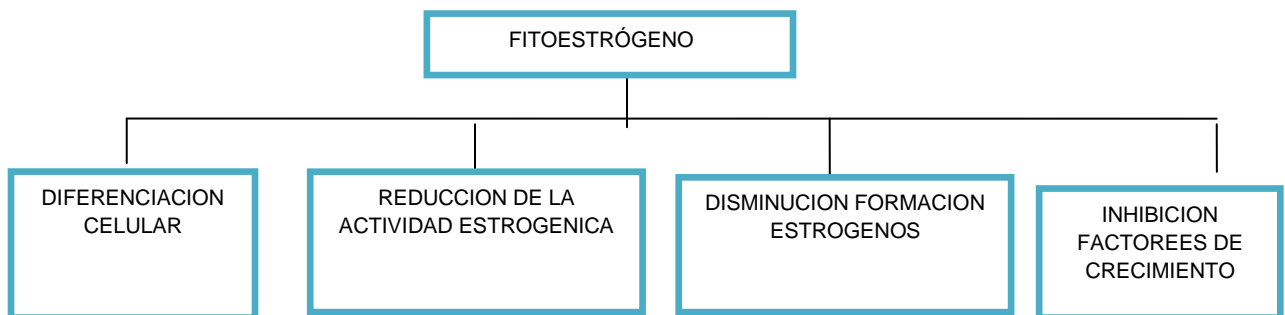 FITOESTRÓGENO
DIFERENCIACION
CELULAR
REDUCCION DE LA
ACTIVIDAD ESTROGENICA
DISMINUCION FORMACION
ESTROGENOS
INHIBICION
FACTOREES DE
CRECIMIENTO